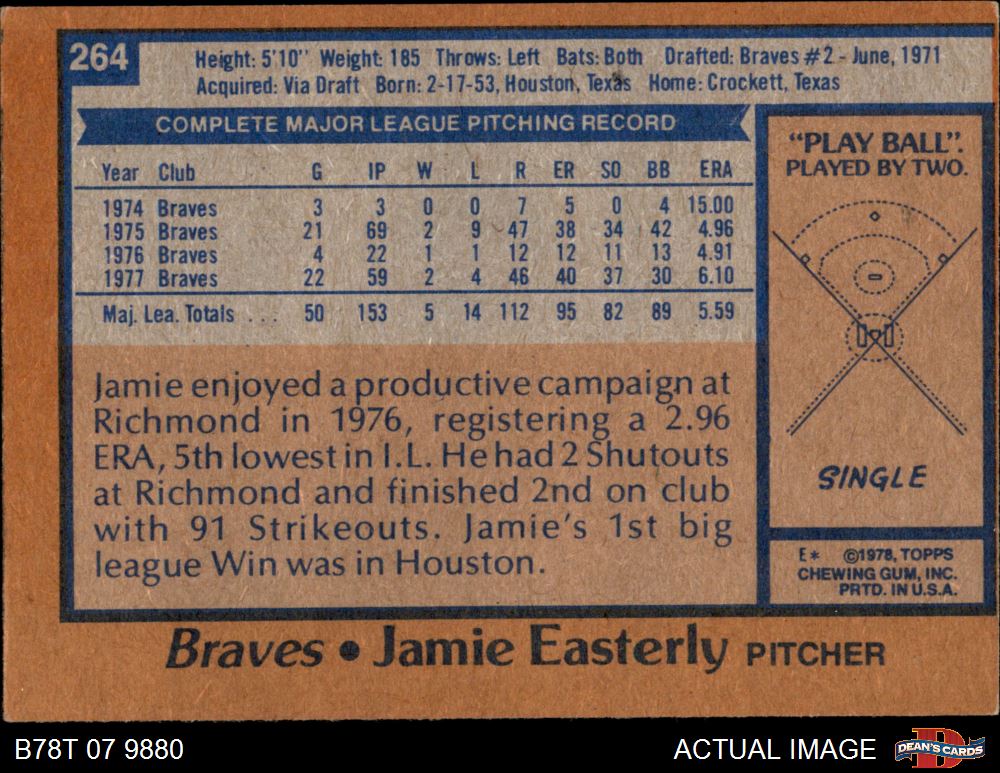 264
Height: 5'10" Weight: 185 Throws: Left Bats: Both Drafted: Braves #2 - June, 1971
Acquired: Via Draft Born: 2-17-53, Houston, Texas Home: Crockett, Texas
COMPLETE MAJOR LEAGUE PITCHING RECORD
Year Club G IP W L R ER SO BB ERA
1974 Braves 3 3 0 0 7 5 0 4 15.00
1975 Braves 21 69 2 9 47 38 34 42 4.96
1976 Braves 4 22 1 1 12 12 11 13 4.91
1977 Braves 22 59 2 4 46 40 37 30 6.10
Maj. Lea. Totals ... 50 153 5 14 112 95 82 89 5.59
Jamie enjoyed a productive campaign at
Richmond in 1976, registering a 2.96
ERA, 5th lowest in I.L. He had 2 Shutouts
at Richmond and finished 2nd on club
with 91 Strikeouts. Jamie's 1st big
league Win was in Houston.
"PLAY BALL".
PLAYED BY TWO.
SINGLE
E* ©1978, TOPPS
CHEWING GUM, INC.
PRTD. IN U.S.A.
Braves • Jamie Easterly PITCHER
B78T 07 9880
ACTUAL IMAGE
D
DEAN'S CARDS